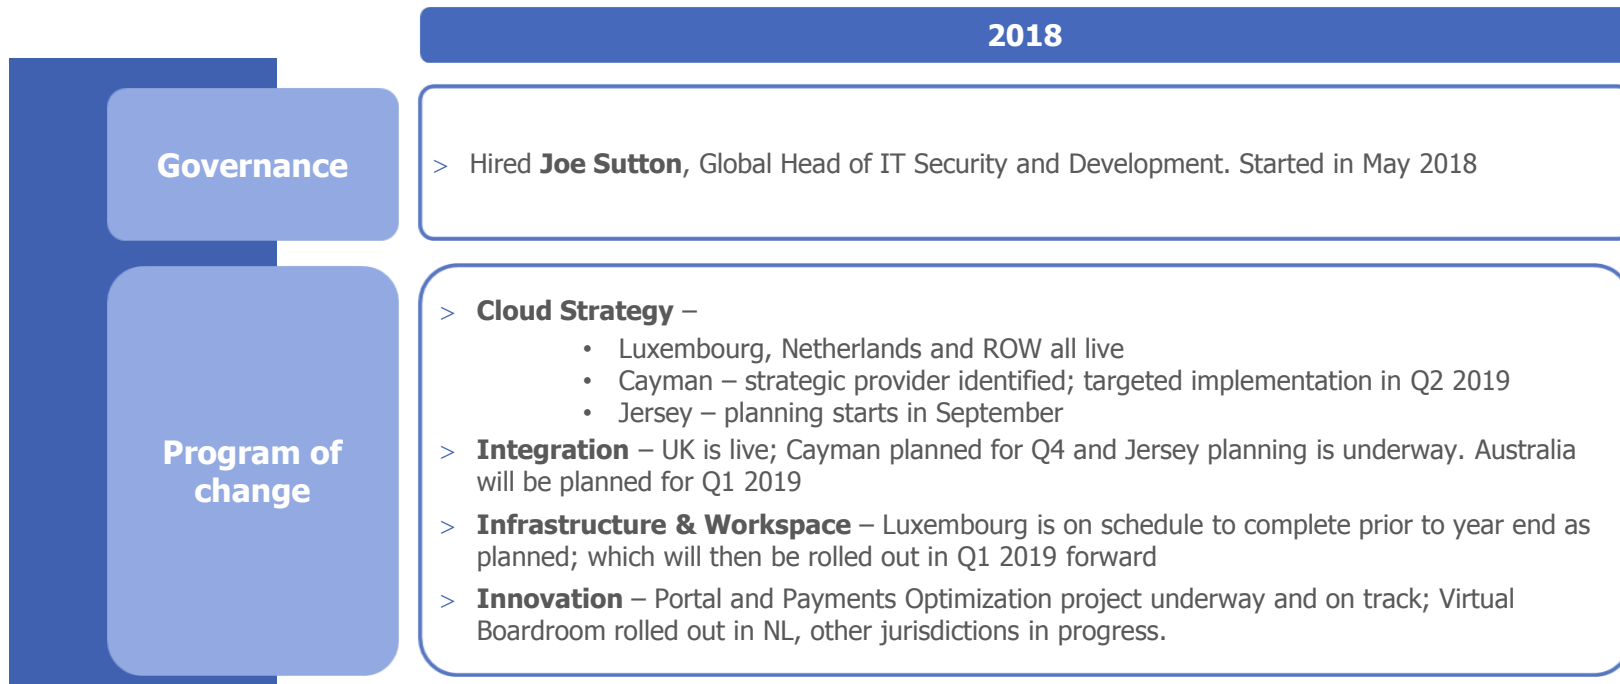 2018
Governance
> Hired Joe Sutton, Global Head of IT Security and Development. Started in May 2018
Program of
change
> Cloud Strategy –
• Luxembourg, Netherlands and ROW all live
• Cayman – strategic provider identified; targeted implementation in Q2 2019
• Jersey – planning starts in September
> Integration – UK is live; Cayman planned for Q4 and Jersey planning is underway. Australia
will be planned for Q1 2019
> Infrastructure & Workspace – Luxembourg is on schedule to complete prior to year end as
planned; which will then be rolled out in Q1 2019 forward
> Innovation – Portal and Payments Optimization project underway and on track; Virtual
Boardroom rolled out in NL, other jurisdictions in progress.